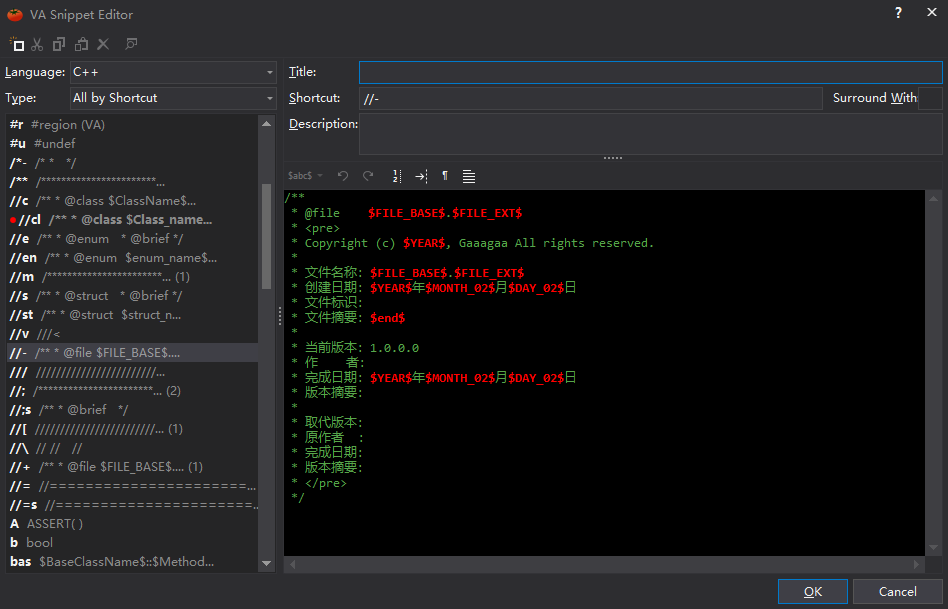 VA Snippet Editor
?
Language: C++
Type: All by Shortcut
Title:
Shortcut: //-
Surround With:
Description:
$abc$
#r #region (VA)
#u #undef
/*- /* * */
/** /***********************...
//c /** * @class $ClassName$...
//cl /** * @class $Class_name...
//e /** * @enum * @brief */
//en /** * @enum $enum_name$...
//m /***********************... (1)
//s /** * @struct * @brief */
//st /** * @struct $struct_n...
//v ///<
//- /** * @file $FILE_BASE$....
/// ////////////////////////...
//; /***********************... (2)
//;s /** * @brief */
//[ ////////////////////////... (1)
//\ // // //
//+ /** * @file $FILE_BASE$.... (1)
//= //======================...
//=s //======================..
A ASSERT( )
b bool
bas $BaseClassName$::$Method...
/**
* @file $FILE_BASE$.$FILE_EXT$
* <pre>
* Copyright (c) $YEAR$, Gaaagaa All rights reserved.
*
* 文件名称: $FILE_BASE$.$FILE_EXT$
* 创建日期: $YEAR$年$MONTH_02$月$DAY_02$日
* 文件标识:
* 文件摘要: $end$
*
* 当前版本: 1.0.0.0
* 作 者:
* 完成日期: $YEAR$年$MONTH_02$月$DAY_02$日
* 版本摘要:
*
* 取代版本:
* 原作者 :
* 完成日期:
* 版本摘要:
* </pre>
*/
OK
Cancel